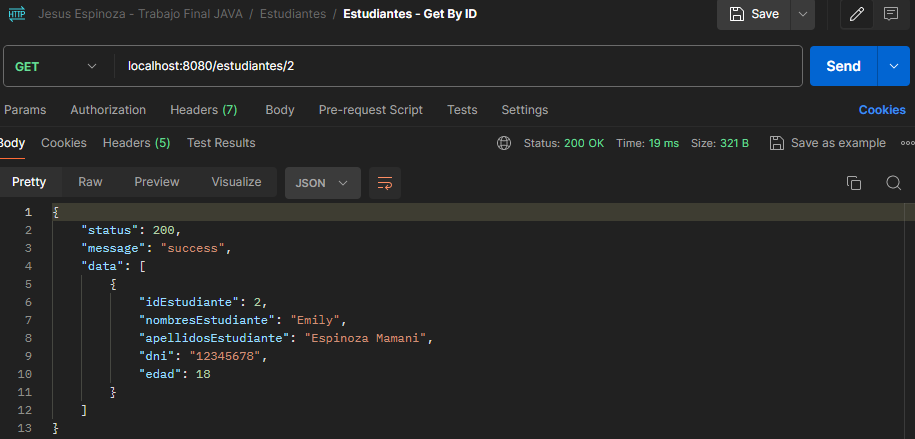 HTTP Jesus Espinoza - Trabajo Final JAVA / Estudiantes / Estudiantes - Get By ID Save
GET localhost:8080/estudiantes/2 Send
Params Authorization Headers (7) Body Pre-request Script Tests Settings Cookies
Body Cookies Headers (5) Test Results Status: 200 OK Time: 19 ms Size: 321 B Save as example
Pretty Raw Preview Visualize JSON
1 {
2 "status": 200,
3 "message": "success",
4 "data": [
5 {
6 "idEstudiante": 2,
7 "nombresEstudiante": "Emily",
8 "apellidosEstudiante": "Espinoza Mamani",
9 "dni": "12345678",
10 "edad": 18
11 }
12 ]
13 }